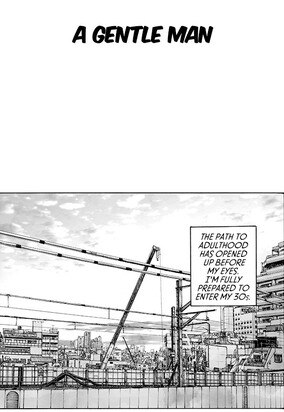 A GENTLE MAN
THE PATH TO
ADULTHOOD
HAS OPENED
UP BEFORE
MY EYES.
I'M FULLY
PREPARED TO
ENTER MY 30s.